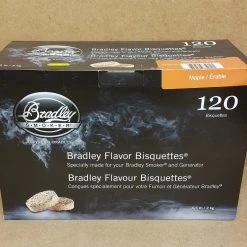 Bradley Flavor Bisquettes®
120
Maple / Érable
Bradley
SMOKER
120
Bisquettes
Bradley Flavor Bisquettes®
Specially made for your Bradley Smoker® and Generator
Bradley Flavour Bisquettes®
Conçues spécialement pour votre Fumoir et Générateur Bradley®